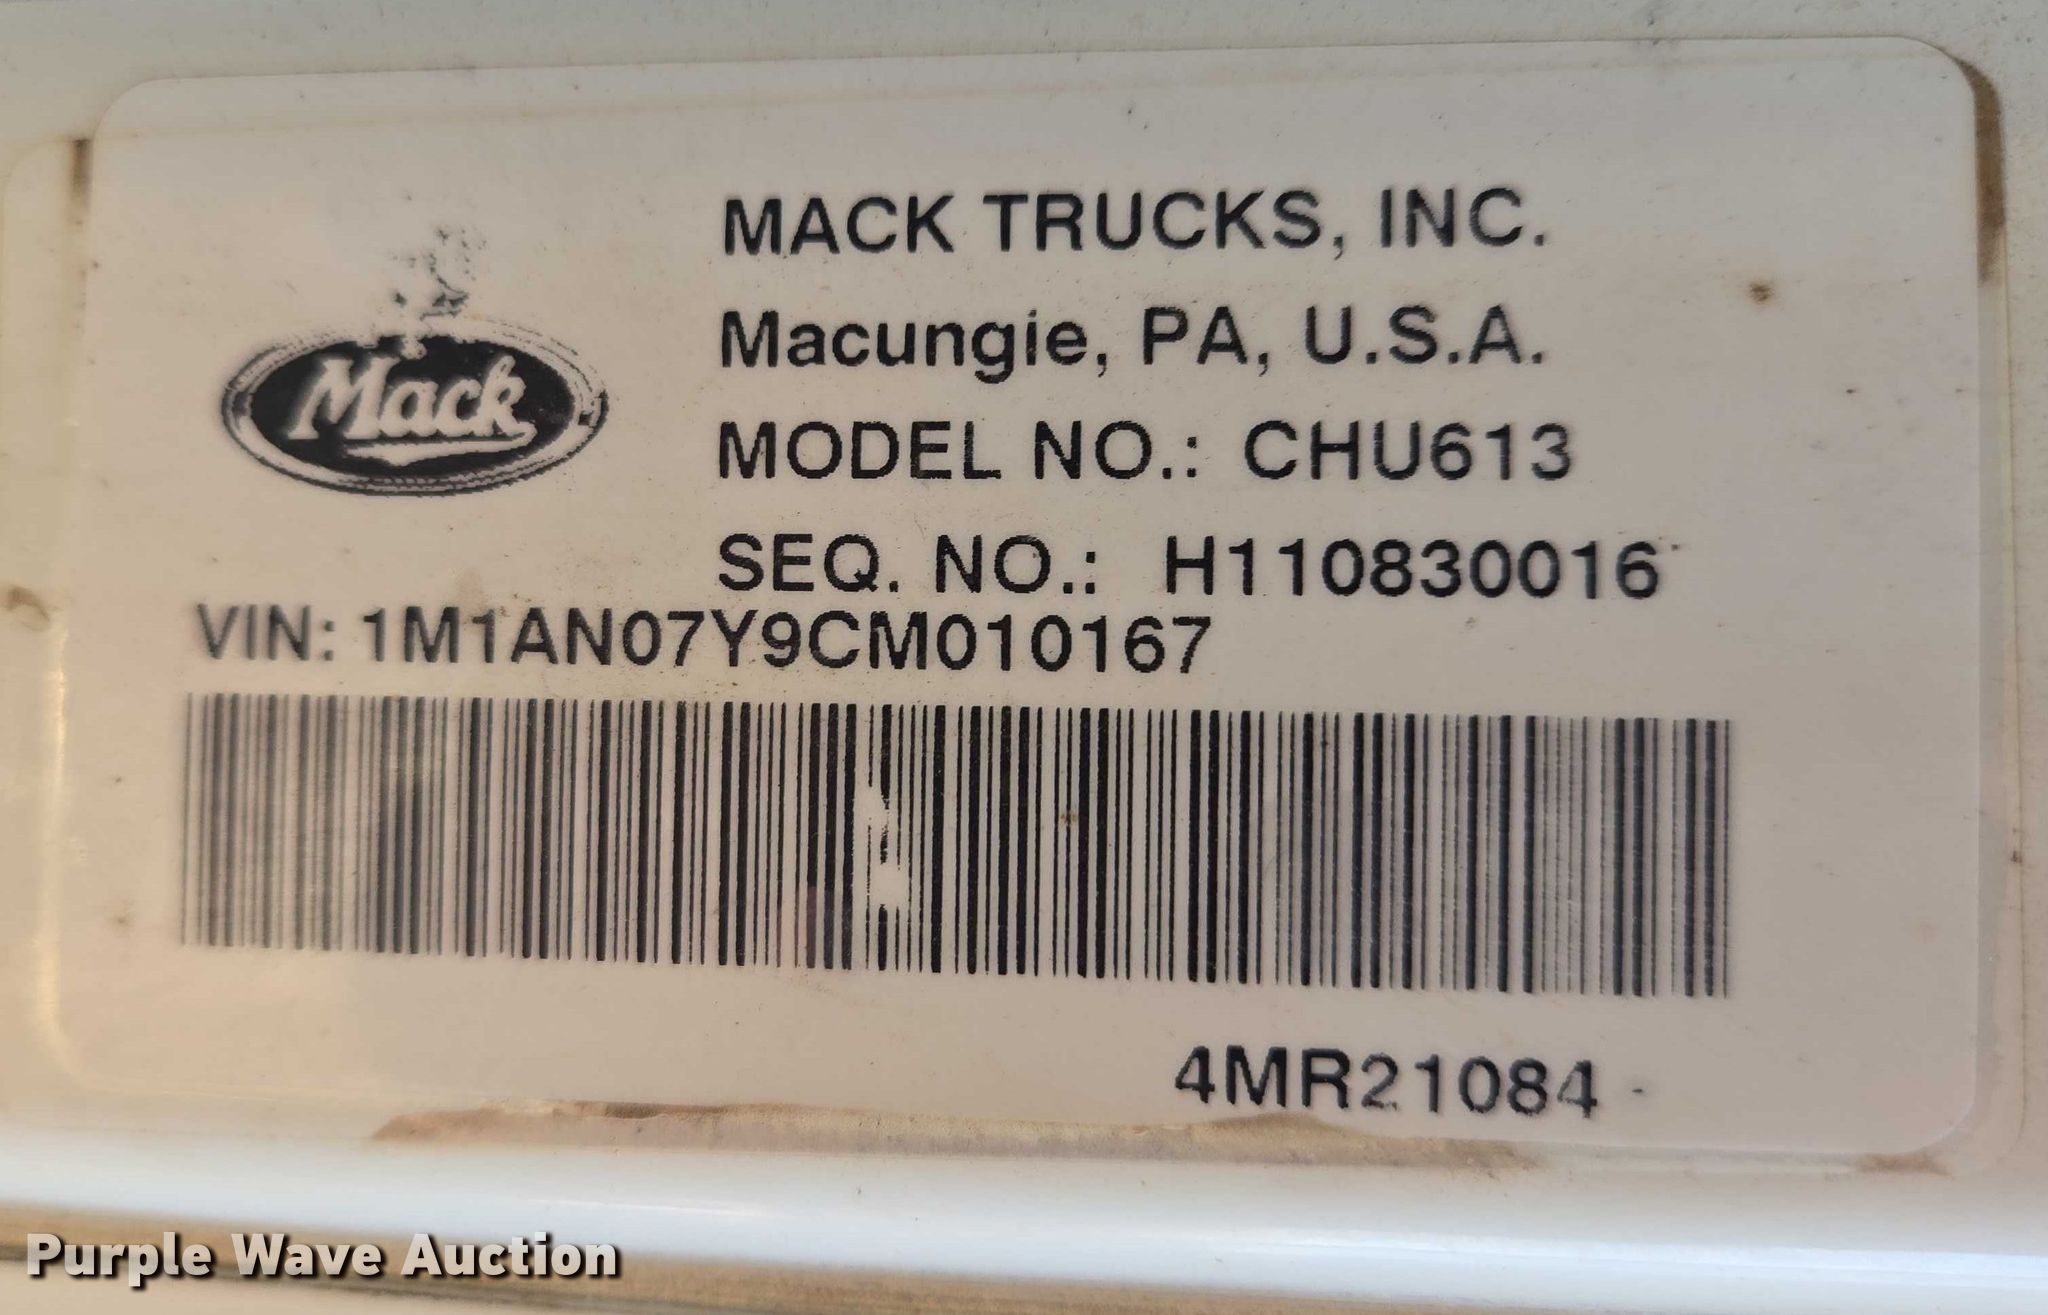 Mack
MACK TRUCKS, INC.
Macungie, PA, U.S.A.
MODEL NO.: CHU613
SEQ. NO.: H110830016
VIN: 1M1AN07Y9CM010167
4MR21084
Purple Wave Auction